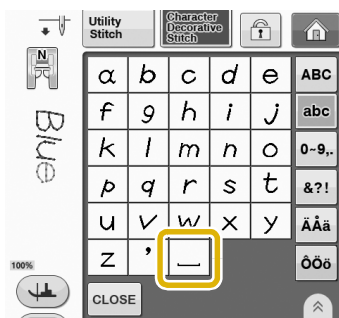 Utility Stitch
Character Decorative Stitch
N
Blue
a b c d e ABC
f g h i j abc
k l m n o 0~9,.
p q r s t &?!
u v w x y ÄÅä
z ’ ␣ ôÖö
100%
CLOSE